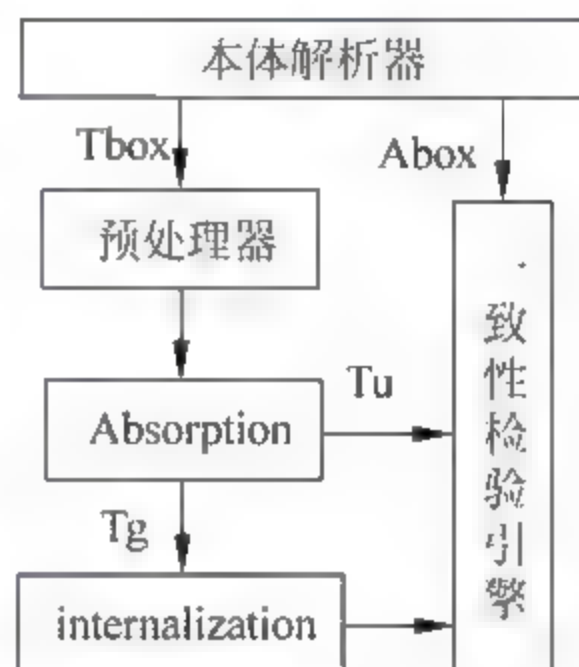 本体解析器
Tbox
Abox
预处理器
Absorption
Tu
Tg
internalization
致性检验引擎